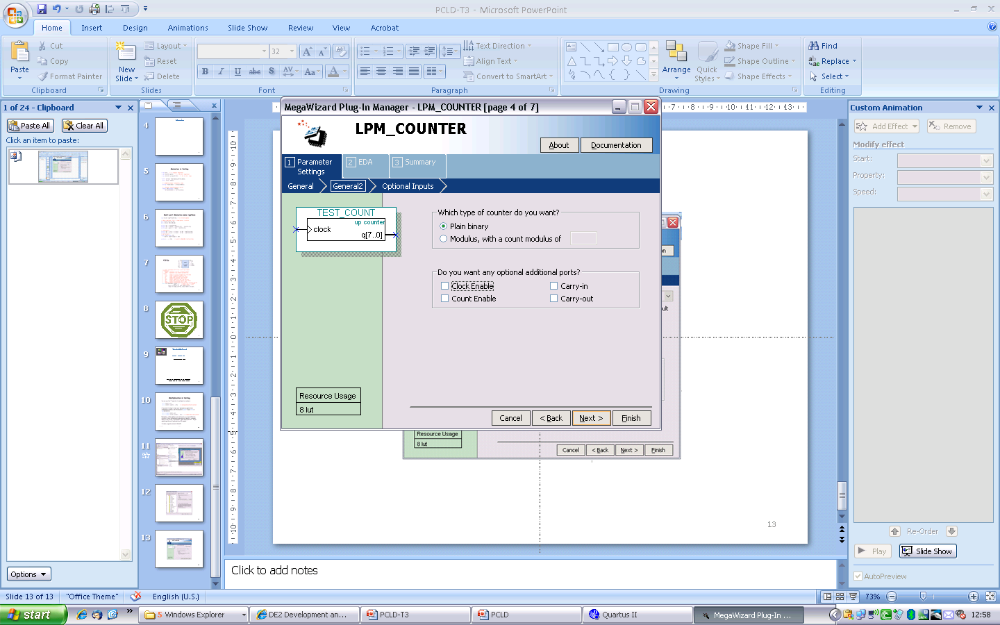 PCLD-T3 - Microsoft PowerPoint
Home Insert Design Animations Slide Show Review View Acrobat
Paste
Cut
Copy
Format Painter
Clipboard
New Slide
Layout
Reset
Delete
Slides
32
B I U abc S AV Aa A
Font
Text Direction
Align Text
Convert to SmartArt
Paragraph
Arrange
Quick Styles
Shape Fill
Shape Outline
Shape Effects
Drawing
Find
Replace
Select
Editing
1 of 24 - Clipboard
Paste All
Clear All
Click an item to paste:
Options
4
5
6
7
8
STOP
9
10
11
12
13
MegaWizard Plug-In Manager - LPM_COUNTER [page 4 of 7]
LPM_COUNTER
About
Documentation
1 Parameter Settings
2 EDA
3 Summary
General
General2
Optional Inputs
TEST_COUNT
up counter
clock
q[7..0]
Which type of counter do you want?
Plain binary
Modulus, with a count modulus of
Do you want any optional additional ports?
Clock Enable
Carry-in
Count Enable
Carry-out
Resource Usage
8 lut
Cancel
< Back
Next >
Finish
Resource Usage
8 lut
Cancel
< Back
Next >
Finish
13
Click to add notes
Custom Animation
Add Effect
Remove
Modify effect
Start:
Property:
Speed:
Re-Order
Play
Slide Show
AutoPreview
Slide 13 of 13
"Office Theme"
English (U.S.)
73%
start
5 Windows Explorer
DE2 Development an...
PCLD-T3
PCLD
Quartus II
MegaWizard Plug-In ...
12:58